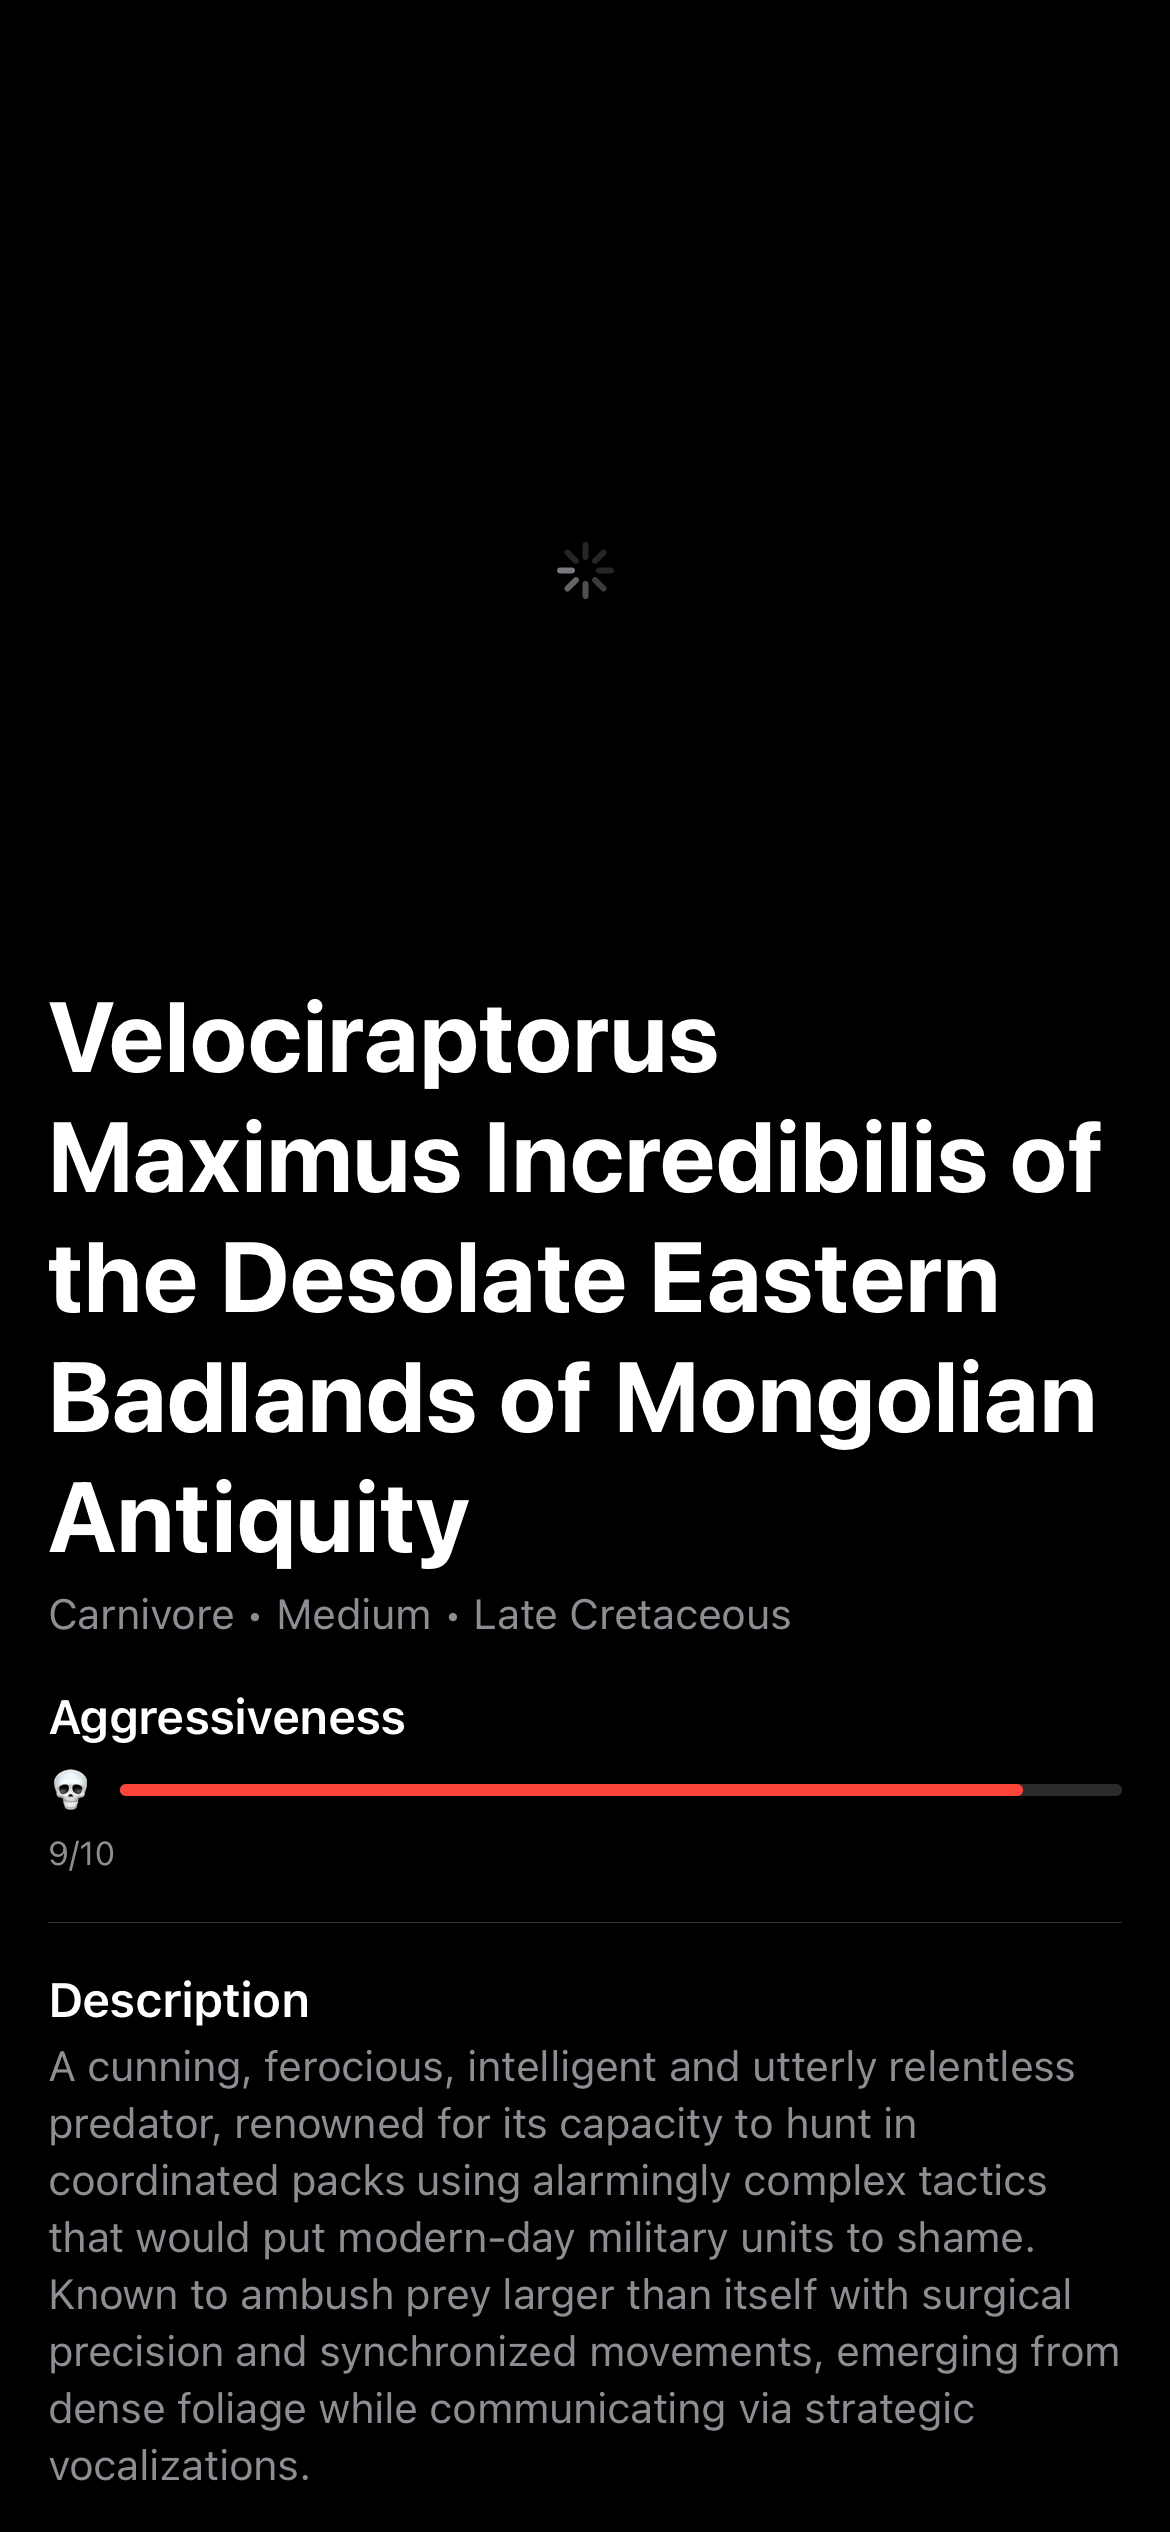 Velociraptorus
Maximus Incredibilis of
the Desolate Eastern
Badlands of Mongolian
Antiquity
Carnivore • Medium • Late Cretaceous
Aggressiveness
💀
9/10
Description
A cunning, ferocious, intelligent and utterly relentless
predator, renowned for its capacity to hunt in
coordinated packs using alarmingly complex tactics
that would put modern-day military units to shame.
Known to ambush prey larger than itself with surgical
precision and synchronized movements, emerging from
dense foliage while communicating via strategic
vocalizations.